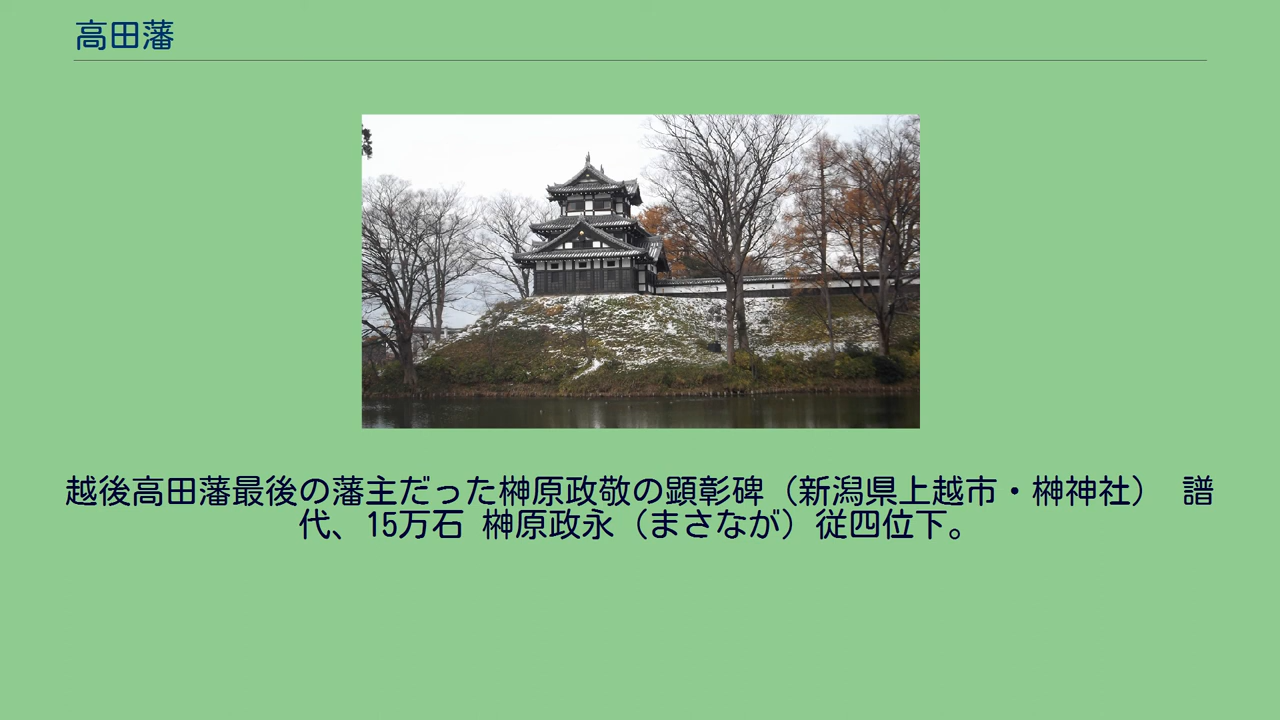 高田藩
越後高田藩最後の藩主だった榊原政敬の顕彰碑（新潟県上越市・榊神社） 譜
代、15万石 榊原政永（まさなが）従四位下。